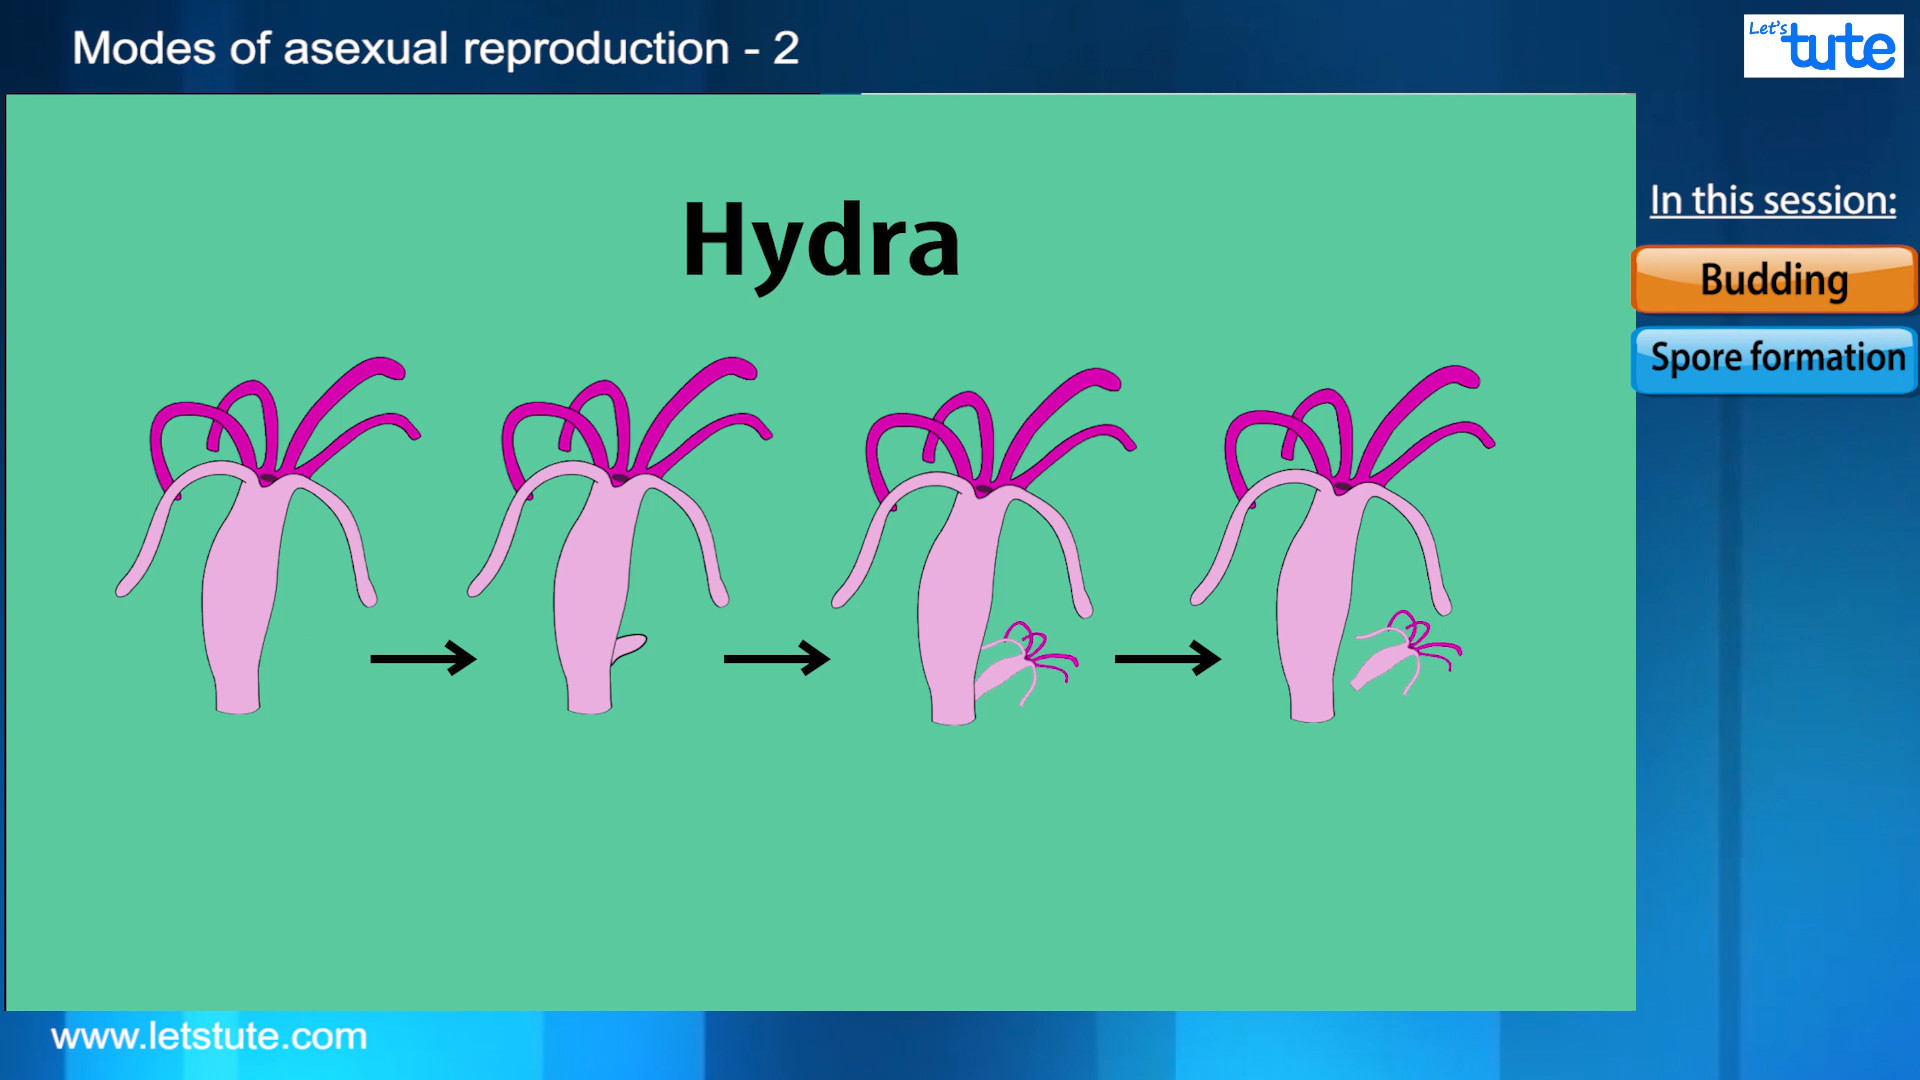 Modes of asexual reproduction - 2
Let's tute
Hydra
In this session:
Budding
Spore formation
www.letstute.com